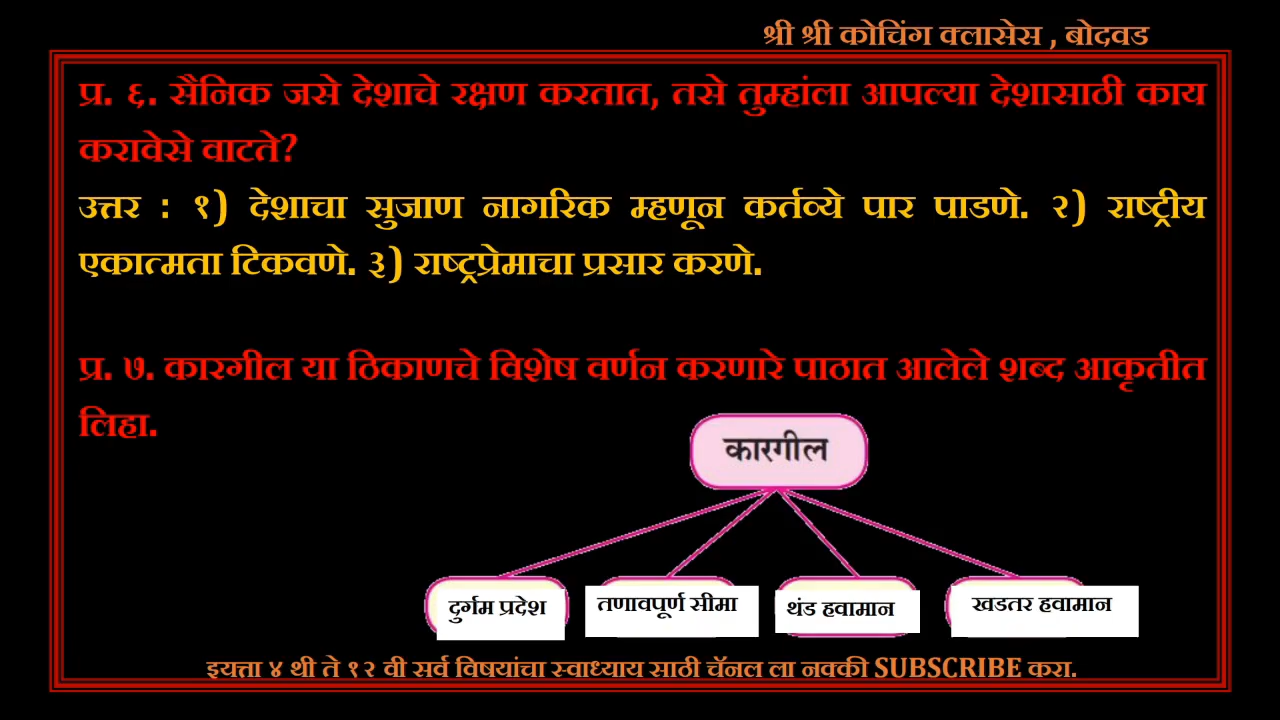 श्री श्री कोचिंग क्लासेस , बोदवड
प्र. ६. सैनिक जसे देशाचे रक्षण करतात, तसे तुम्हांला आपल्या देशासाठी काय
करावेसे वाटते?
उत्तर : १) देशाचा सुजाण नागरिक म्हणून कर्तव्ये पार पाडणे. २) राष्ट्रीय
एकात्मता टिकवणे. ३) राष्ट्रप्रेमाचा प्रसार करणे.
प्र. ७. कारगील या ठिकाणचे विशेष वर्णन करणारे पाठात आलेले शब्द आकृतीत
लिहा.
कारगील
दुर्गम प्रदेश तणावपूर्ण सीमा थंड हवामान खडतर हवामान
इयत्ता ४ थी ते १२ वी सर्व विषयांचा स्वाध्याय साठी चॅनल ला नक्की SUBSCRIBE करा.